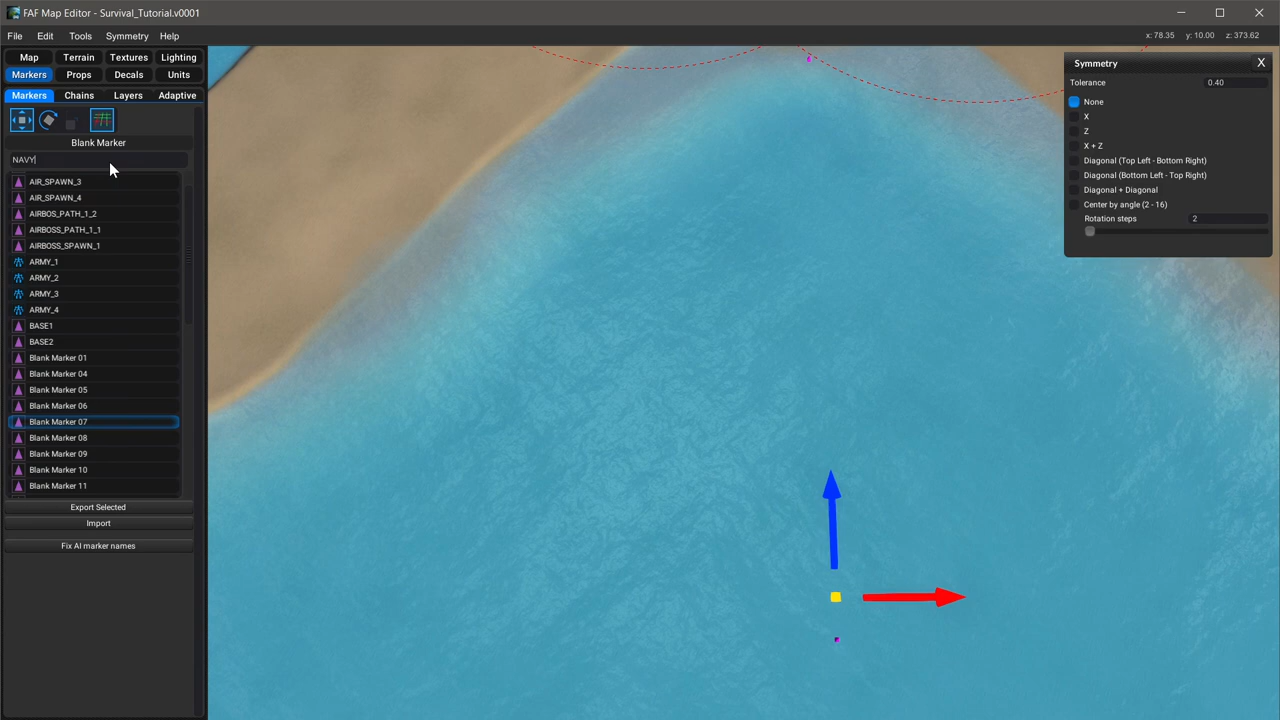 FAF Map Editor - Survival_Tutorial.v0001
File Edit Tools Symmetry Help
x: 78.35 y: 10.00 z: 373.62
Map Terrain Textures Lighting
Markers Props Decals Units
Markers Chains Layers Adaptive
Blank Marker
NAVY
AIR_SPAWN_3
AIR_SPAWN_4
AIRBOS_PATH_1_2
AIRBOSS_PATH_1_1
AIRBOSS_SPAWN_1
ARMY_1
ARMY_2
ARMY_3
ARMY_4
BASE1
BASE2
Blank Marker 01
Blank Marker 04
Blank Marker 05
Blank Marker 06
Blank Marker 07
Blank Marker 08
Blank Marker 09
Blank Marker 10
Blank Marker 11
Export Selected
Import
Fix AI marker names
Symmetry X
Tolerance 0.40
None
X
Z
X + Z
Diagonal (Top Left - Bottom Right)
Diagonal (Bottom Left - Top Right)
Diagonal + Diagonal
Center by angle (2 - 16)
Rotation steps 2